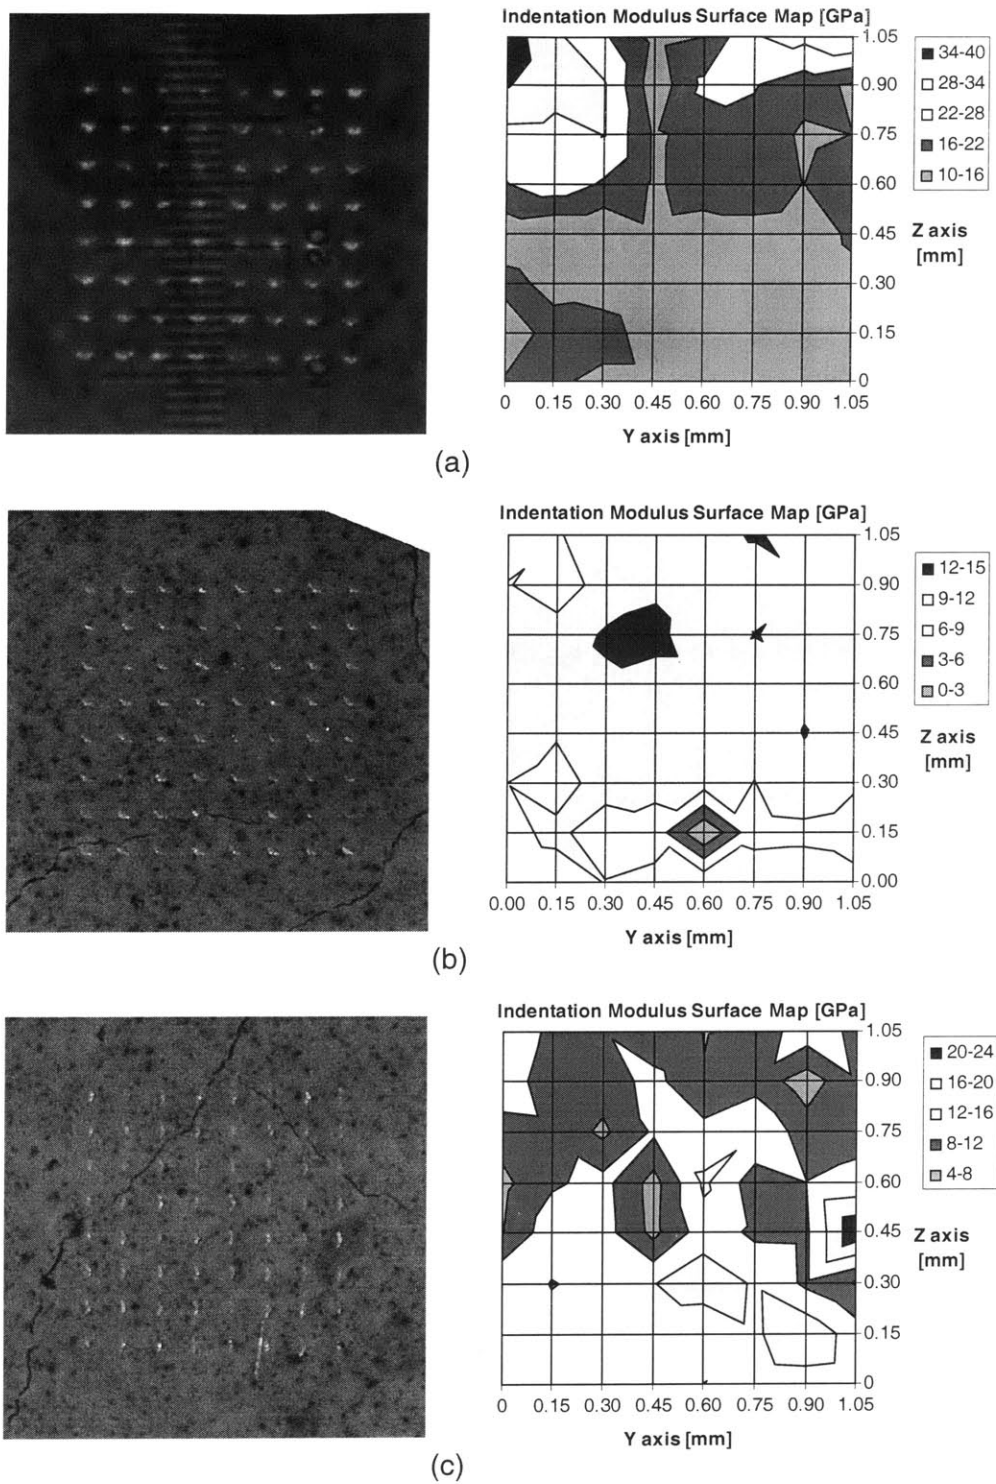 Indentation Modulus Surface Map [GPa]
1.05
0.90
0.75
0.60
0.45
0.30
0.15
0
34-40
28-34
22-28
16-22
10-16
Z axis
[mm]
0 0.15 0.30 0.45 0.60 0.75 0.90 1.05
Y axis [mm]
(a)
Indentation Modulus Surface Map [GPa]
1.05
0.90
0.75
0.60
0.45
0.30
0.15
0.00
12-15
9-12
6-9
3-6
0-3
Z axis
[mm]
0.00 0.15 0.30 0.45 0.60 0.75 0.90 1.05
Y axis [mm]
(b)
Indentation Modulus Surface Map [GPa]
1.05
0.90
0.75
0.60
0.45
0.30
0.15
0
20-24
16-20
12-16
8-12
4-8
Z axis
[mm]
0 0.15 0.30 0.45 0.60 0.75 0.90 1.05
Y axis [mm]
(c)